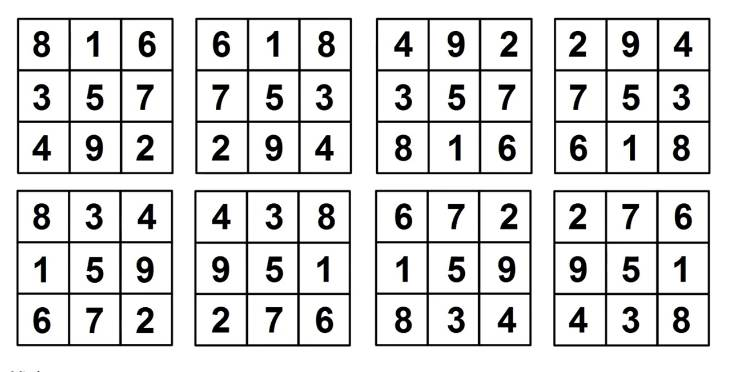 8 1 6 6 1 8 4 9 2 2 9 4
3 5 7 7 5 3 3 5 7 7 5 3
4 9 2 2 9 4 8 1 6 6 1 8
8 3 4 4 3 8 6 7 2 2 7 6
1 5 9 9 5 1 1 5 9 9 5 1
6 7 2 2 7 6 8 3 4 4 3 8